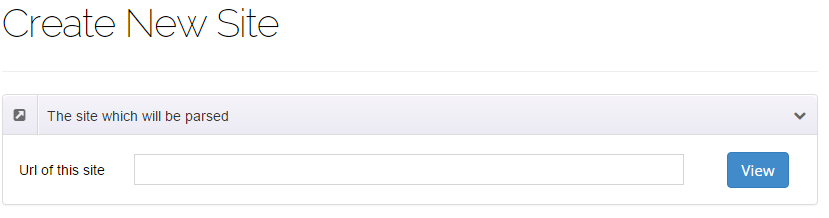 Create New Site
The site which will be parsed
Url of this site
View